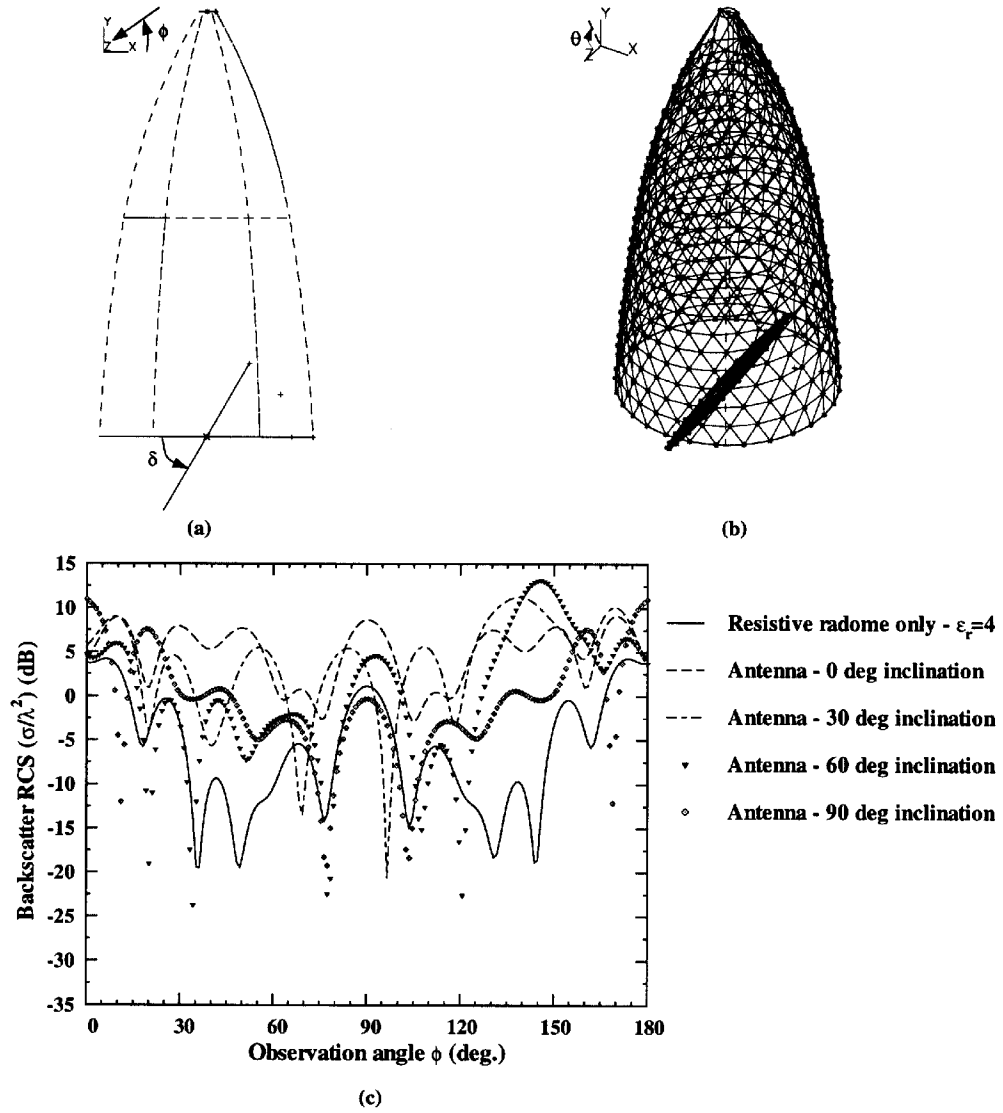 Y
Z X
ϕ
δ
(a)
θ
Y
Z
X
(b)
Backscatter RCS (σ/λ²) (dB)
15
10
5
0
-5
-10
-15
-20
-25
-30
-35
0 30 60 90 120 150 180
Observation angle ϕ (deg.)
Resistive radome only - εr=4
Antenna - 0 deg inclination
Antenna - 30 deg inclination
Antenna - 60 deg inclination
Antenna - 90 deg inclination
(c)